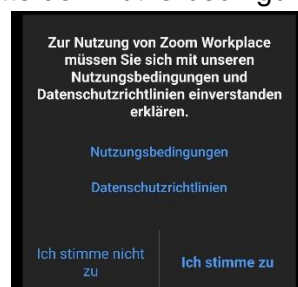 Zur Nutzung von Zoom Workplace
müssen Sie sich mit unseren
Nutzungsbedingungen und
Datenschutzrichtlinien einverstanden
erklären.
Nutzungsbedingungen
Datenschutzrichtlinien
Ich stimme nicht
zu
Ich stimme zu